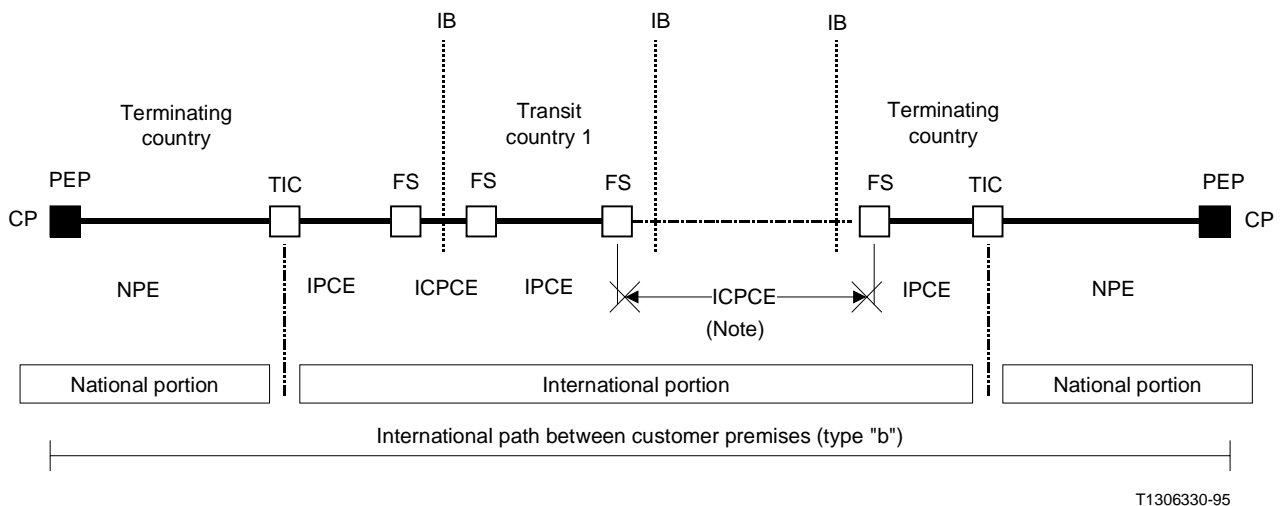 IB
IB
IB
Terminating
country
Transit
country 1
Terminating
country
PEP
TIC
FS
FS
FS
FS
TIC
PEP
CP
CP
NPE
IPCE
ICPCE
IPCE
ICPCE
(Note)
IPCE
NPE
National portion
International portion
National portion
International path between customer premises (type "b")
T1306330-95